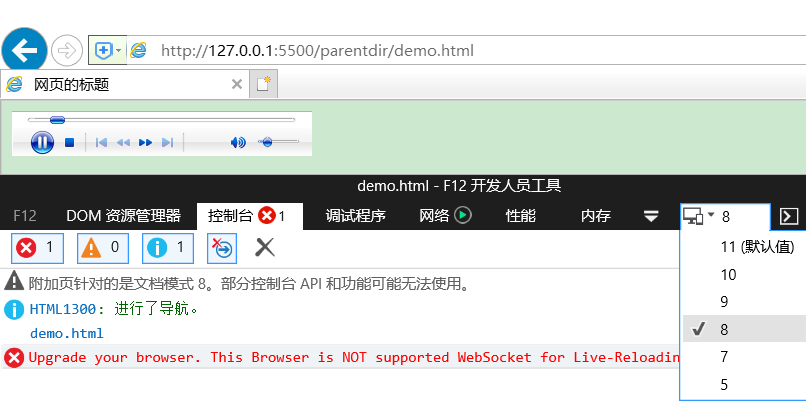 http://127.0.0.1:5500/parentdir/demo.html
网页的标题
demo.html - F12 开发人员工具
F12 DOM 资源管理器 控制台 1 调试程序 网络 性能 内存 8
1 0 1
11 (默认值)
10
9
8
7
5
附加页针对的是文档模式 8。部分控制台 API 和功能可能无法使用。
HTML1300: 进行了导航。
demo.html
Upgrade your browser. This Browser is NOT supported WebSocket for Live-Reloadin